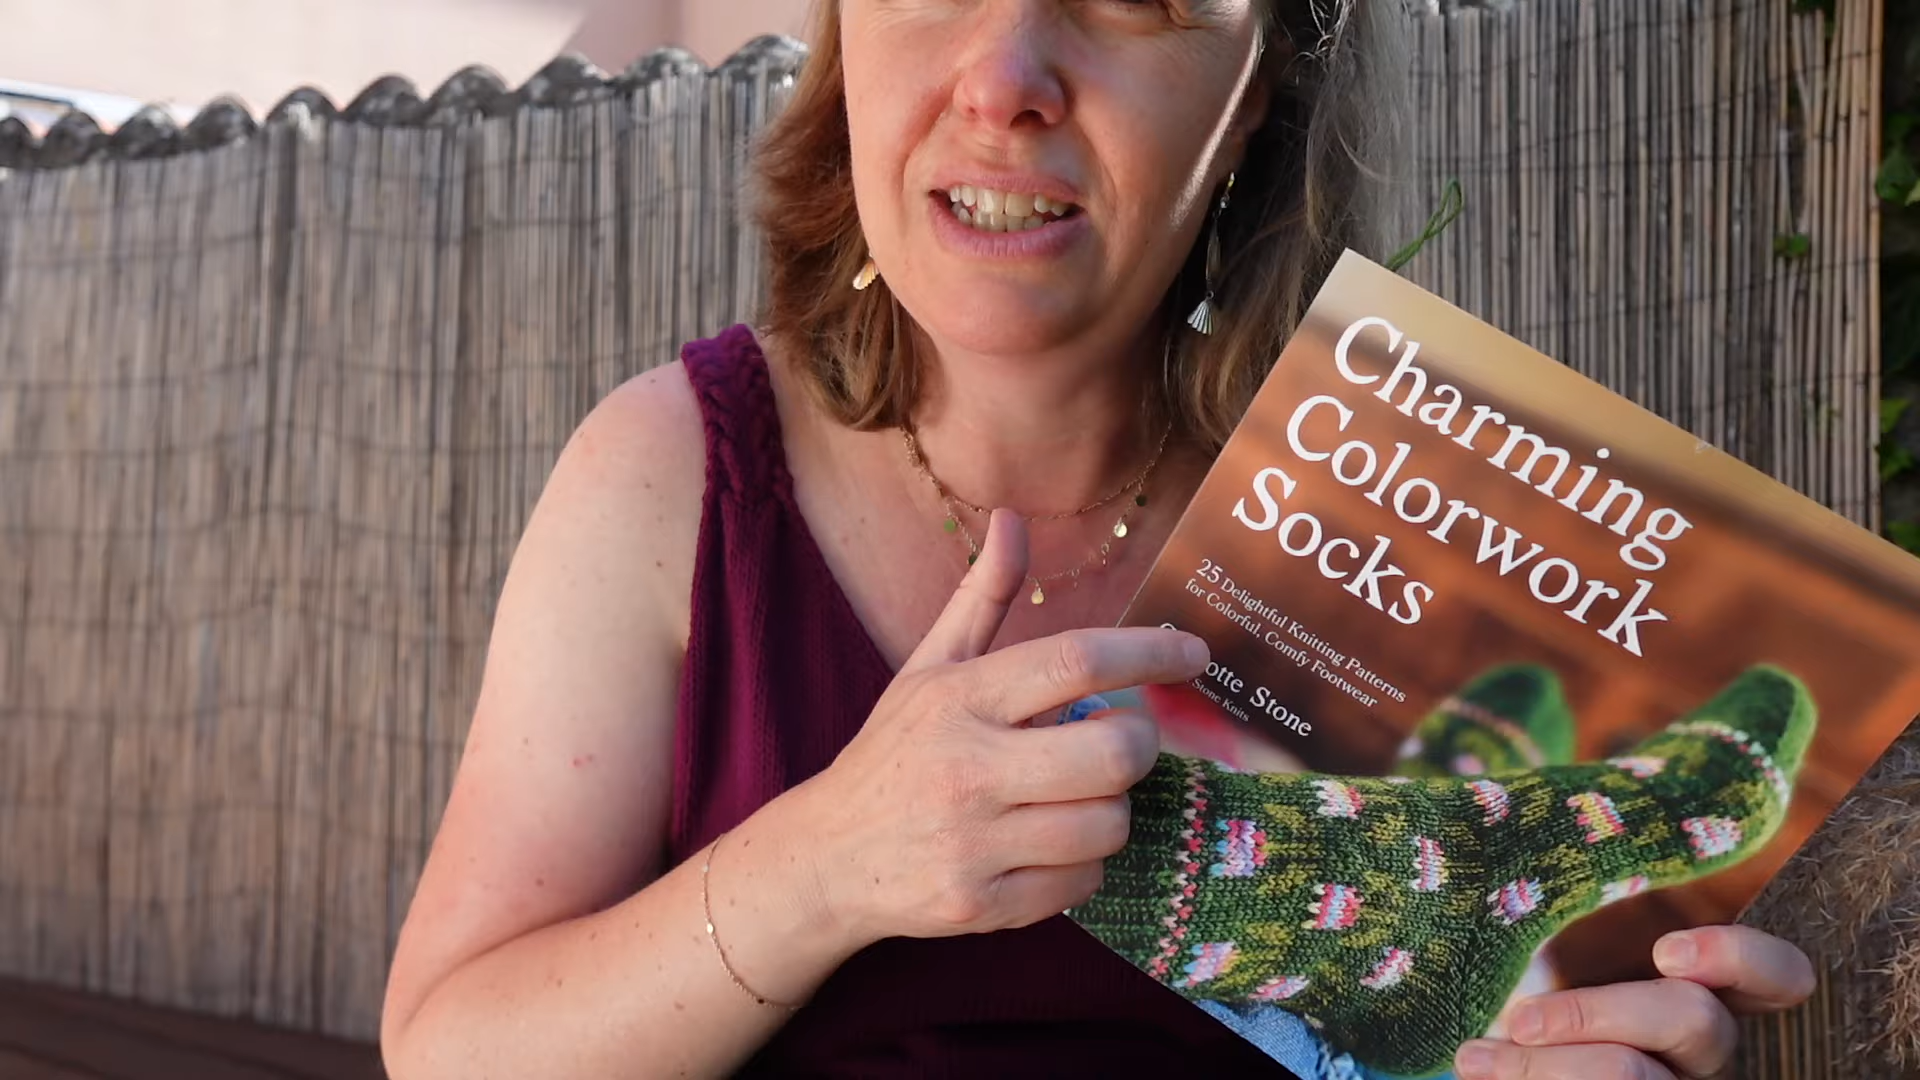 Charming
Colorwork
Socks
25 Delightful Knitting Patterns
for Colorful, Comfy Footwear
Stone
Stone Knits